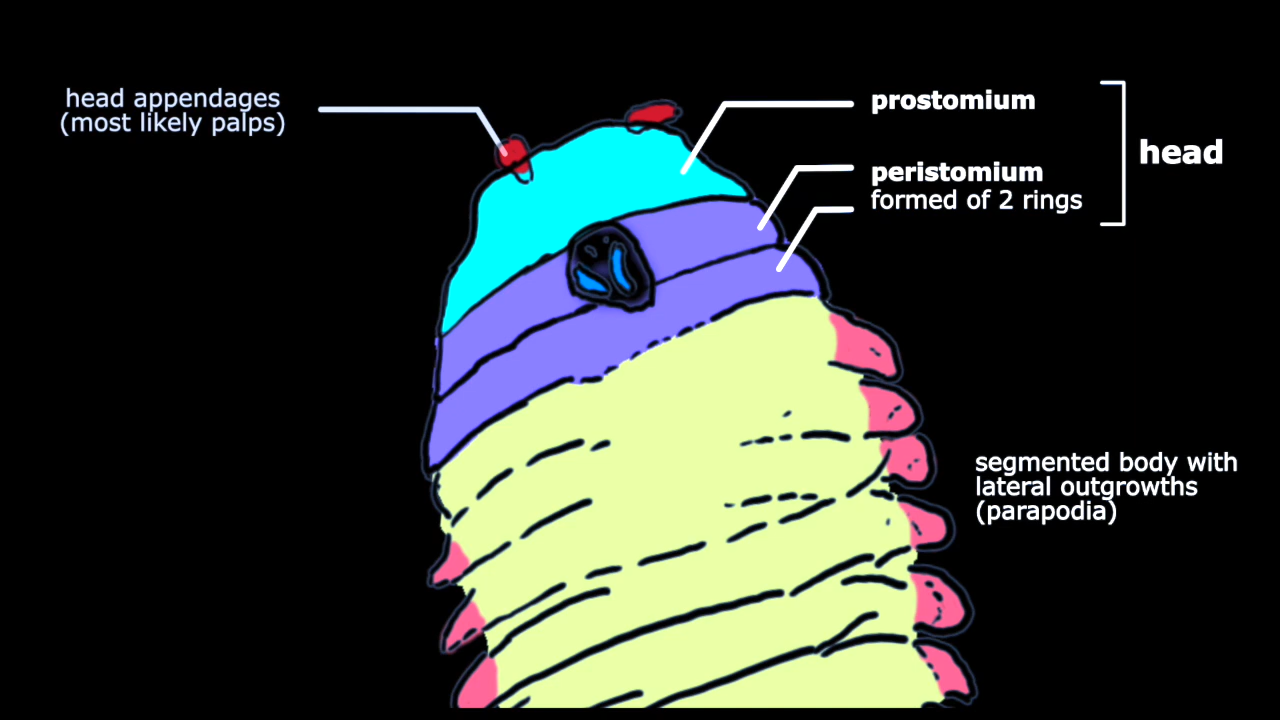 head appendages
(most likely palps)
prostomium
peristomium
formed of 2 rings
head
segmented body with
lateral outgrowths
(parapodia)